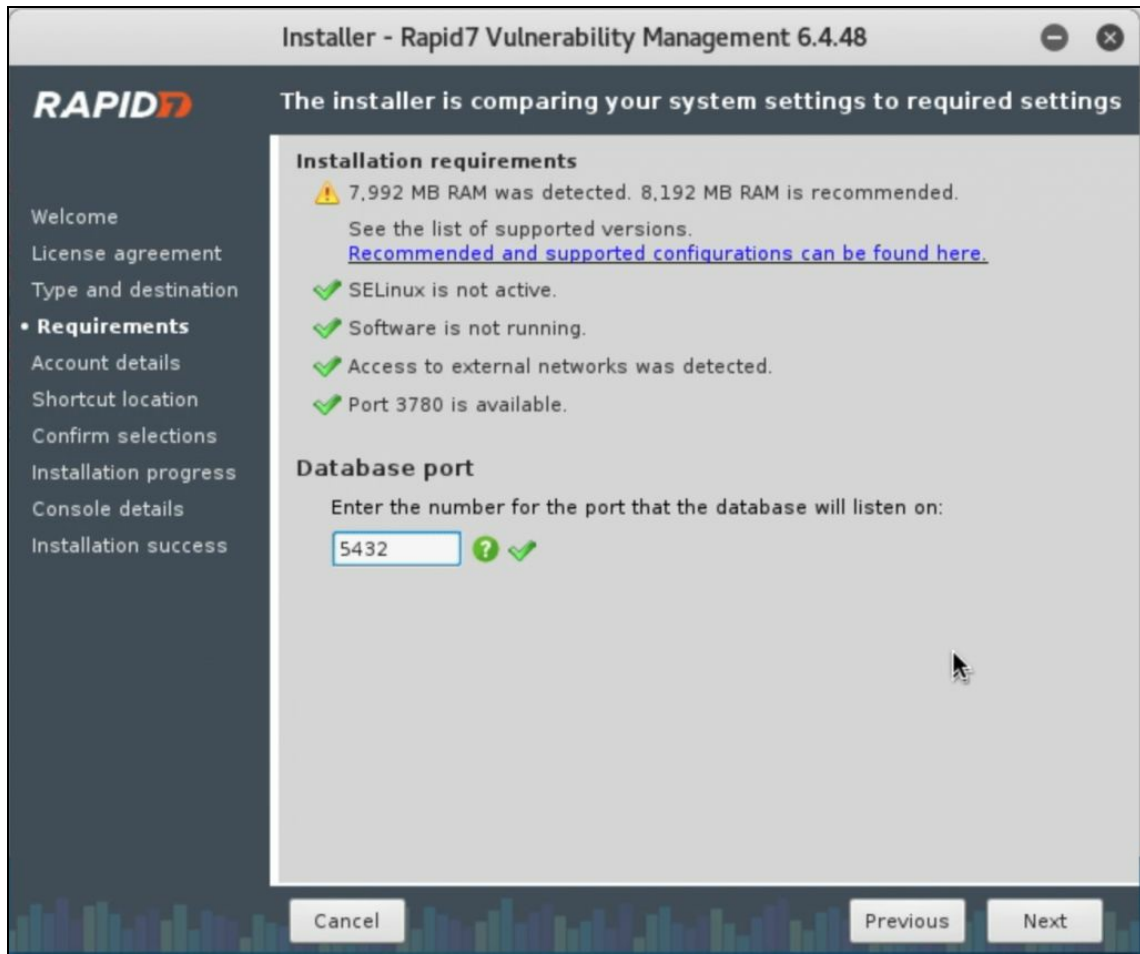 Installer - Rapid7 Vulnerability Management 6.4.48
RAPID7
The installer is comparing your system settings to required settings
Welcome
License agreement
Type and destination
• Requirements
Account details
Shortcut location
Confirm selections
Installation progress
Console details
Installation success
Installation requirements
7,992 MB RAM was detected. 8,192 MB RAM is recommended.
See the list of supported versions.
Recommended and supported configurations can be found here.
SELinux is not active.
Software is not running.
Access to external networks was detected.
Port 3780 is available.
Database port
Enter the number for the port that the database will listen on:
5432
Cancel
Previous
Next